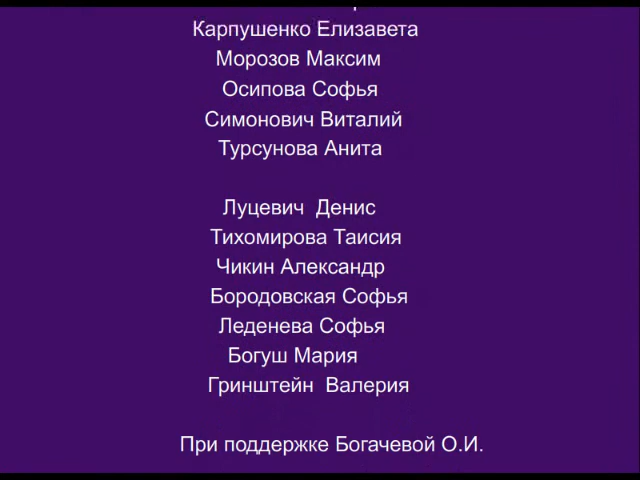 Карпушенко Елизавета
Морозов Максим
Осипова Софья
Симонович Виталий
Турсунова Анита
Луцевич Денис
Тихомирова Таисия
Чикин Александр
Бородовская Софья
Леденева Софья
Богуш Мария
Гринштейн Валерия
При поддержке Богачевой О.И.